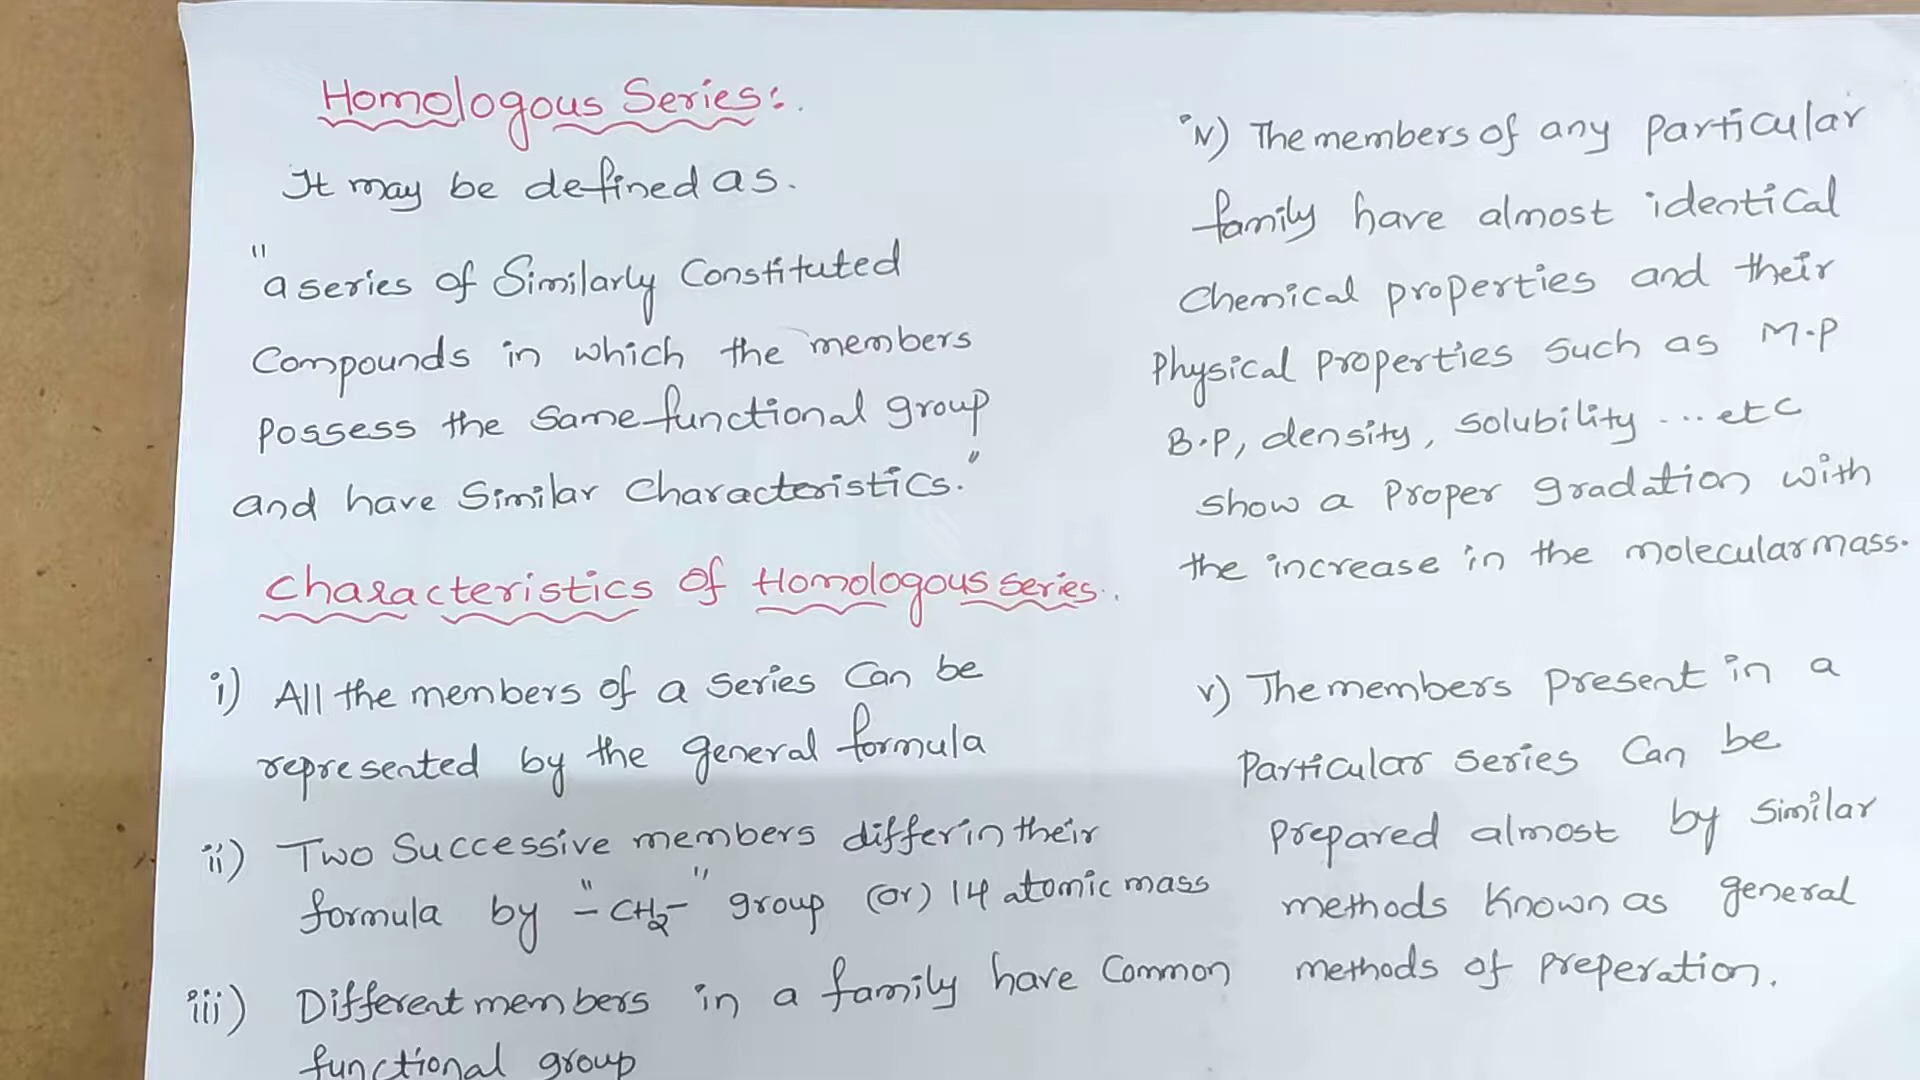 Homologous Series:.
It may be defined as.
"a series of Similarly Constituted
Compounds in which the members
possess the same functional group
and have Similar Characteristics."
Characteristics of Homologous series..
i) All the members of a series can be
represented by the general formula
ii) Two Successive members differ in their
formula by "-CH2-" group (or) 14 atomic mass
iii) Different members in a family have Common
functional group
iv) The members of any particular
family have almost identical
Chemical properties and their
Physical properties such as M.P
B.P, density, solubility ... etc
show a proper gradation with
the increase in the molecular mass.
v) The members present in a
particular series can be
prepared almost by similar
methods Known as general
methods of preperation.